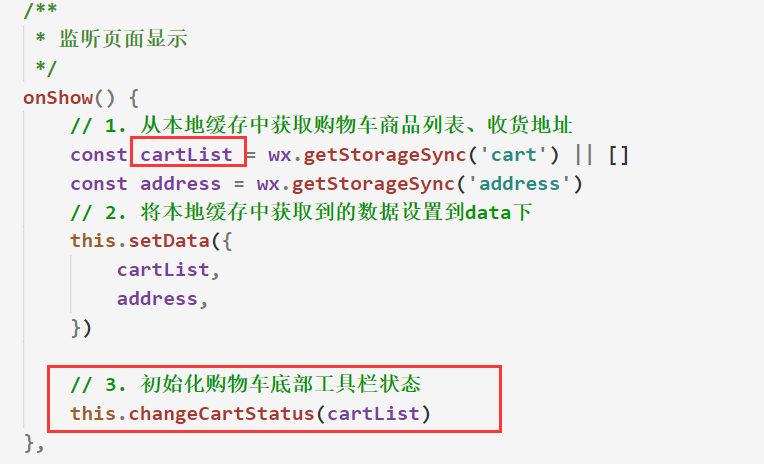 /**
 * 监听页面显示
 */
onShow() {
    // 1. 从本地缓存中获取购物车商品列表、收货地址
    const cartList = wx.getStorageSync('cart') || []
    const address = wx.getStorageSync('address')
    // 2. 将本地缓存中获取到的数据设置到data下
    this.setData({
        cartList,
        address,
    })
    // 3. 初始化购物车底部工具栏状态
    this.changeCartStatus(cartList)
},